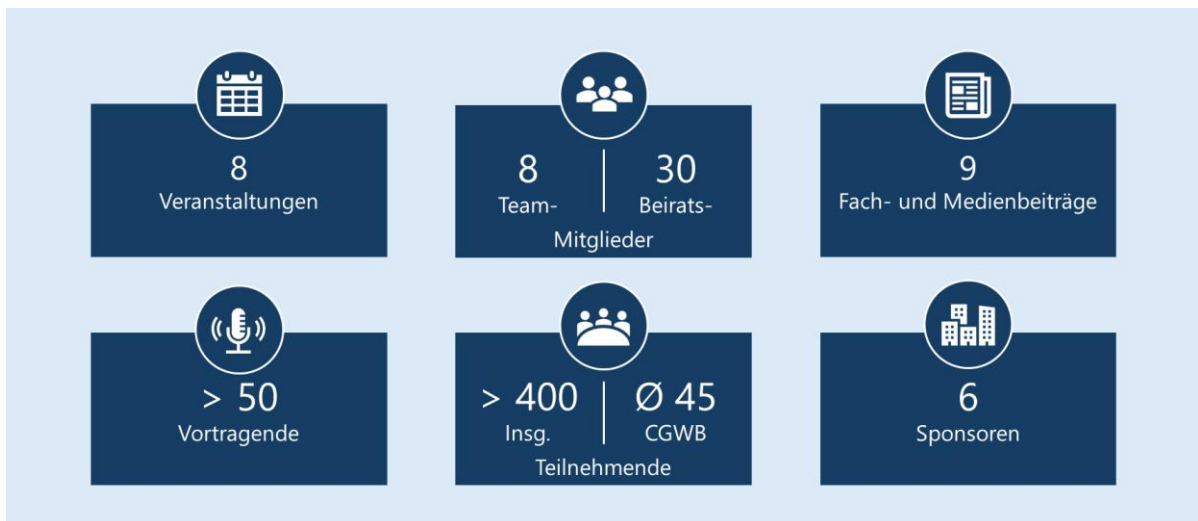 8
Veranstaltungen
8
Team-
30
Beirats-
Mitglieder
9
Fach- und Medienbeiträge
> 50
Vortragende
> 400
Insg.
Ø 45
CGWB
Teilnehmende
6
Sponsoren